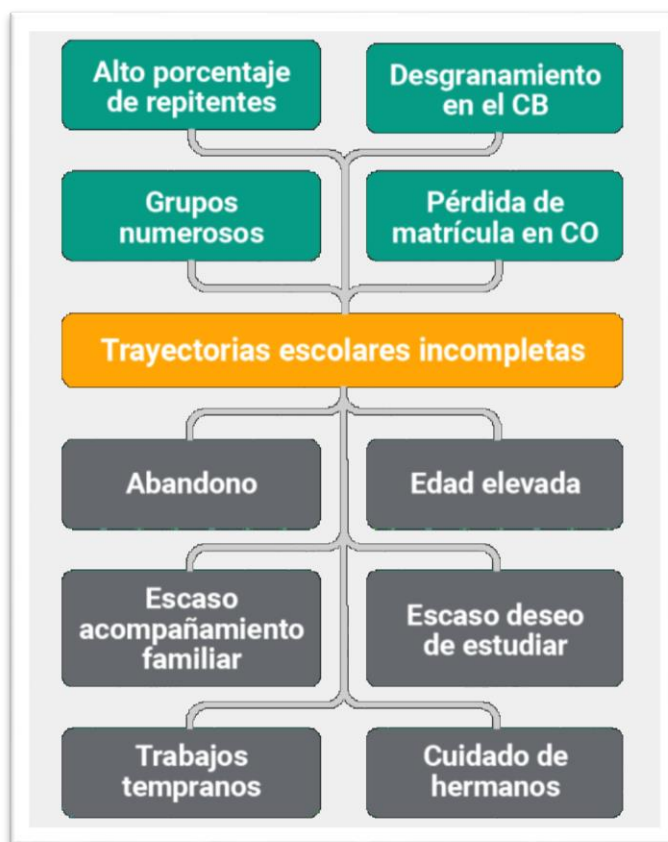 Alto porcentaje
de repitentes
Desgranamiento
en el CB
Grupos
numerosos
Pérdida de
matrícula en CO
Trayectorias escolares incompletas
Abandono
Edad elevada
Escaso
acompañamiento
familiar
Escaso deseo
de estudiar
Trabajos
tempranos
Cuidado de
hermanos